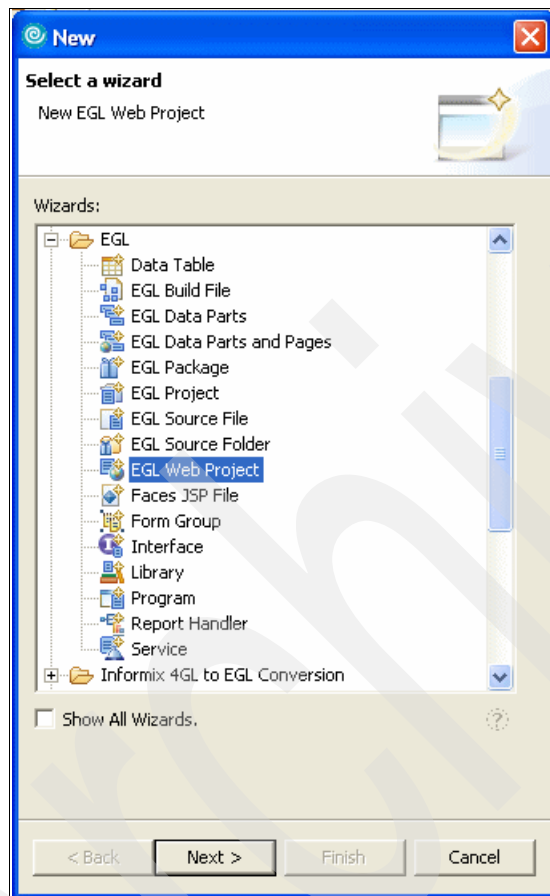 New
Select a wizard
New EGL Web Project
Wizards:
EGL
Data Table
EGL Build File
EGL Data Parts
EGL Data Parts and Pages
EGL Package
EGL Project
EGL Source File
EGL Source Folder
EGL Web Project
Faces JSP File
Form Group
Interface
Library
Program
Report Handler
Service
Informix 4GL to EGL Conversion
Show All Wizards.
< Back Next > Finish Cancel